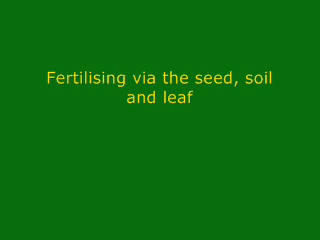 Fertilising via the seed, soil
and leaf